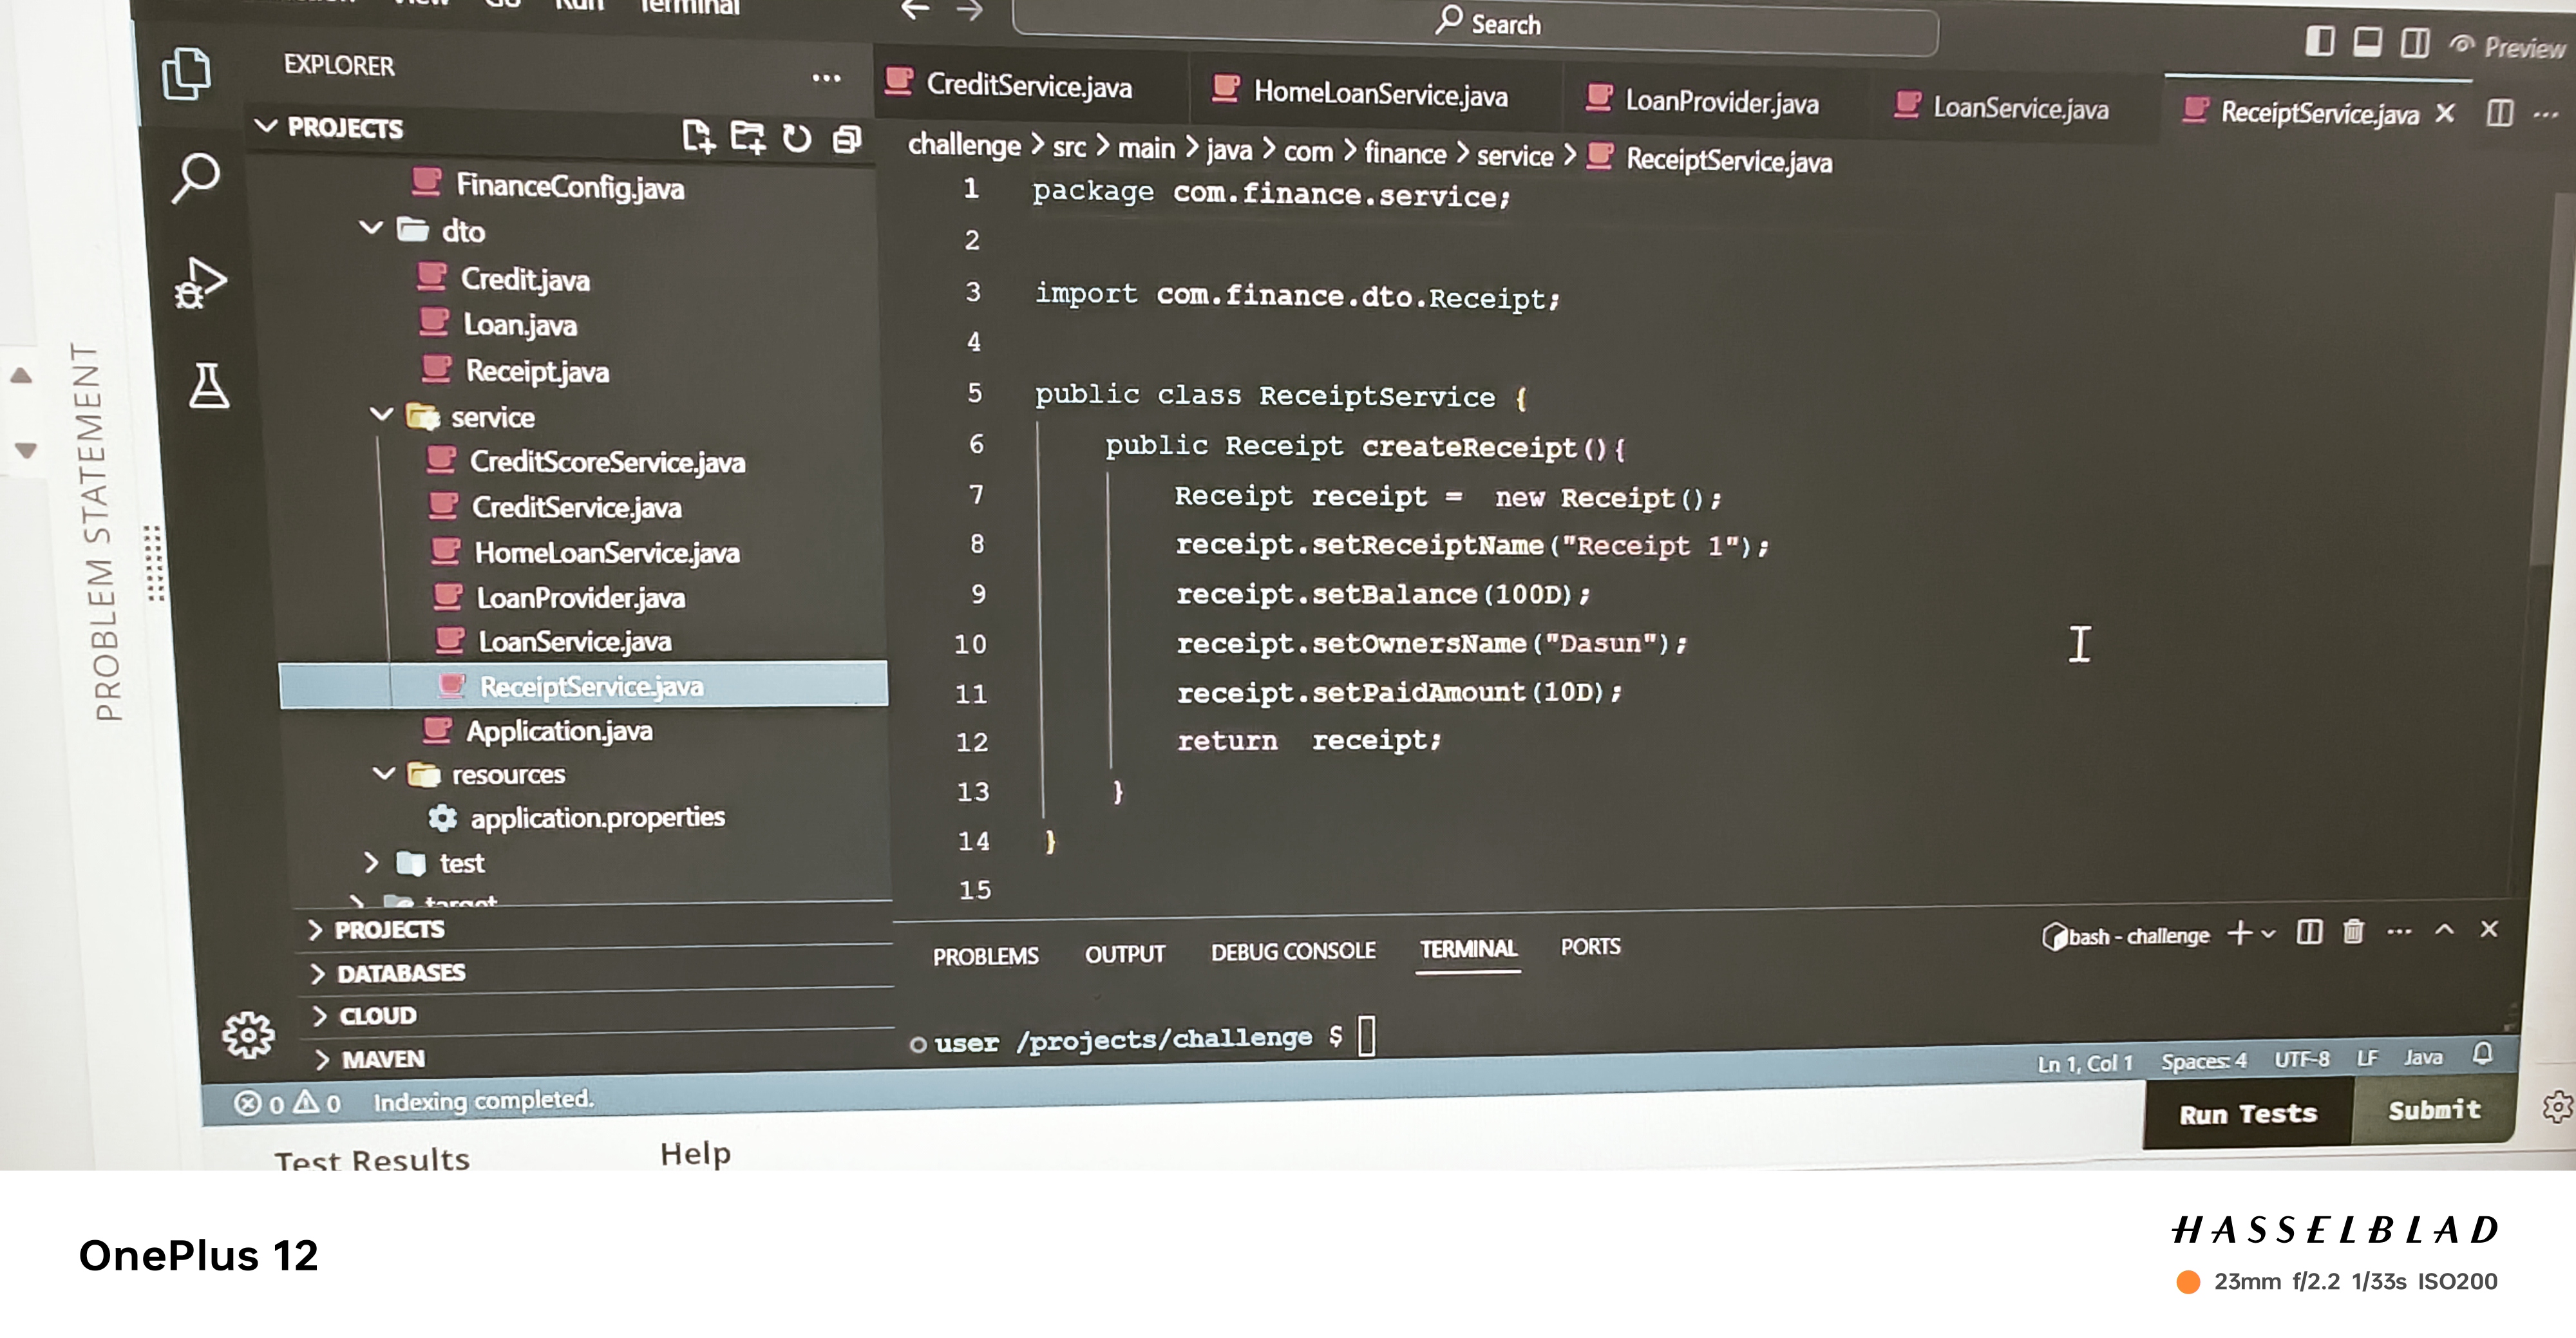 View Go Run Terminal
Search
Preview
EXPLORER
PROJECTS
FinanceConfig.java
dto
Credit.java
Loan.java
Receipt.java
service
CreditScoreService.java
CreditService.java
HomeLoanService.java
LoanProvider.java
LoanService.java
ReceiptService.java
Application.java
resources
application.properties
test
target
PROJECTS
DATABASES
CLOUD
MAVEN
PROBLEM STATEMENT
CreditService.java HomeLoanService.java LoanProvider.java LoanService.java ReceiptService.java
challenge > src > main > java > com > finance > service > ReceiptService.java
1 package com.finance.service;
2
3 import com.finance.dto.Receipt;
4
5 public class ReceiptService {
6 public Receipt createReceipt(){
7 Receipt receipt =  new Receipt();
8 receipt.setReceiptName("Receipt 1");
9 receipt.setBalance(100D);
10 receipt.setOwnersName("Dasun");
11 receipt.setPaidAmount(10D);
12 return  receipt;
13 }
14 }
15
PROBLEMS OUTPUT DEBUG CONSOLE TERMINAL PORTS
bash - challenge
user /projects/challenge $
0 0 Indexing completed.
Ln 1, Col 1 Spaces: 4 UTF-8 LF Java
Run Tests Submit
Test Results Help
OnePlus 12
HASSELBLAD
23mm f/2.2 1/33s ISO200